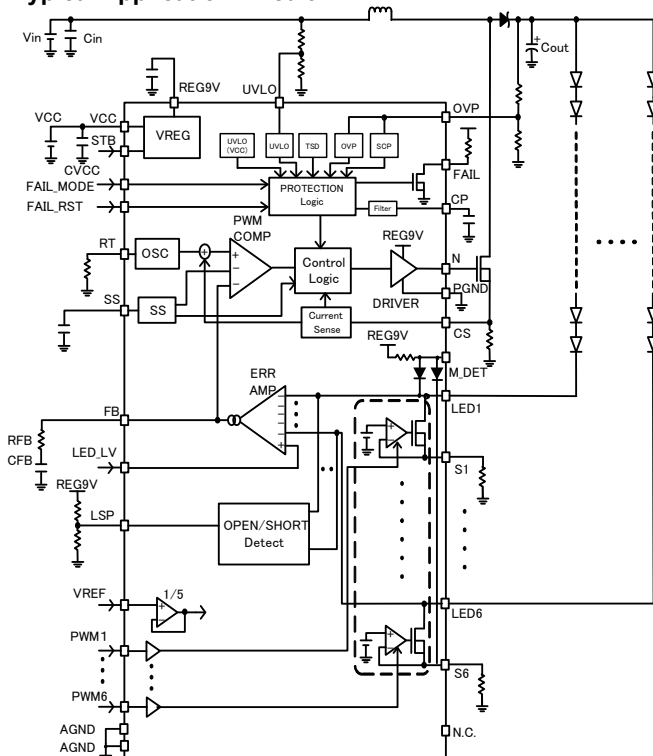 Vin
Cin
Cout
REG9V
UVLO
OVP
VCC
VCC
STB
CVCC
VREG
UVLO
(VCC)
UVLO
TSD
OVP
SCP
FAIL
FAIL_MODE
FAIL_RST
PROTECTION
Logic
Filter
CP
PWM
COMP
REG9V
RT
OSC
+
+
−
−
Control
Logic
N
PGND
DRIVER
SS
SS
Current
Sense
CS
REG9V
M_DET
ERR
AMP
LED1
FB
−
−
−
−
+
RFB
CFB
LED_LV
REG9V
S1
LSP
OPEN/SHORT
Detect
VREF
1/5
+
−
LED6
PWM1
S6
PWM6
AGND
AGND
N.C.